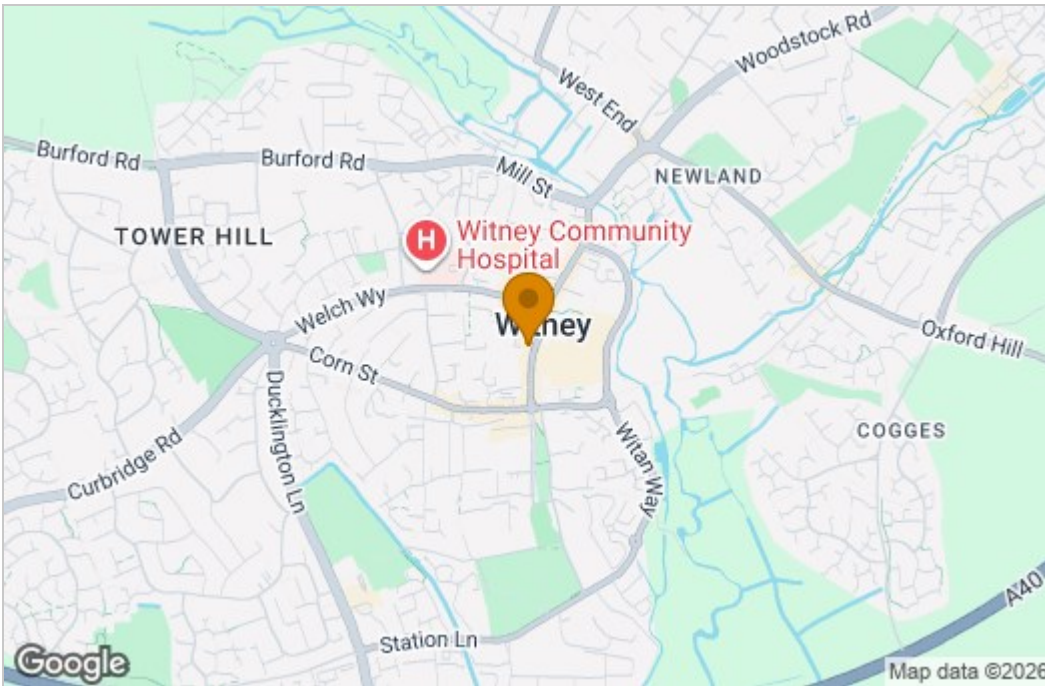 Woodstock Rd
West End
Burford Rd
Burford Rd
Mill St
NEWLAND
TOWER HILL
Witney Community
Hospital
H
Welch Wy
Witney
Oxford Hill
Corn St
Ducklington Ln
COGGES
Curbridge Rd
Witan Way
A40
Station Ln
Google
Map data ©2026